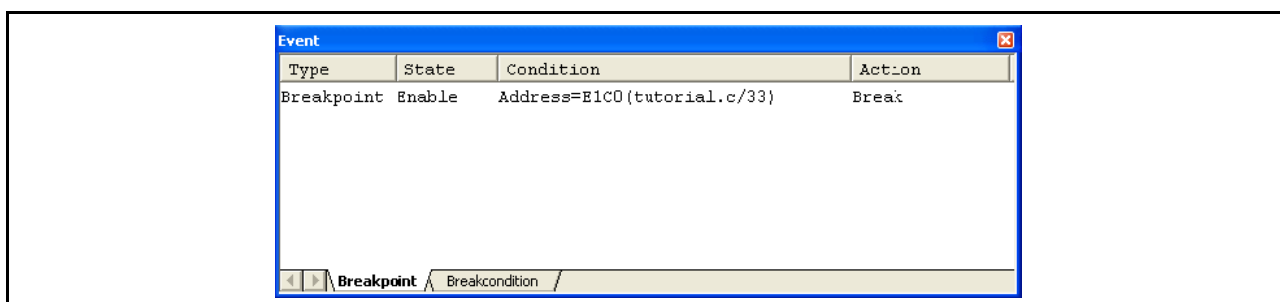 Event
Type State Condition Action
Breakpoint Enable Address=E1C0(tutorial.c/33) Break
Breakpoint Breakcondition